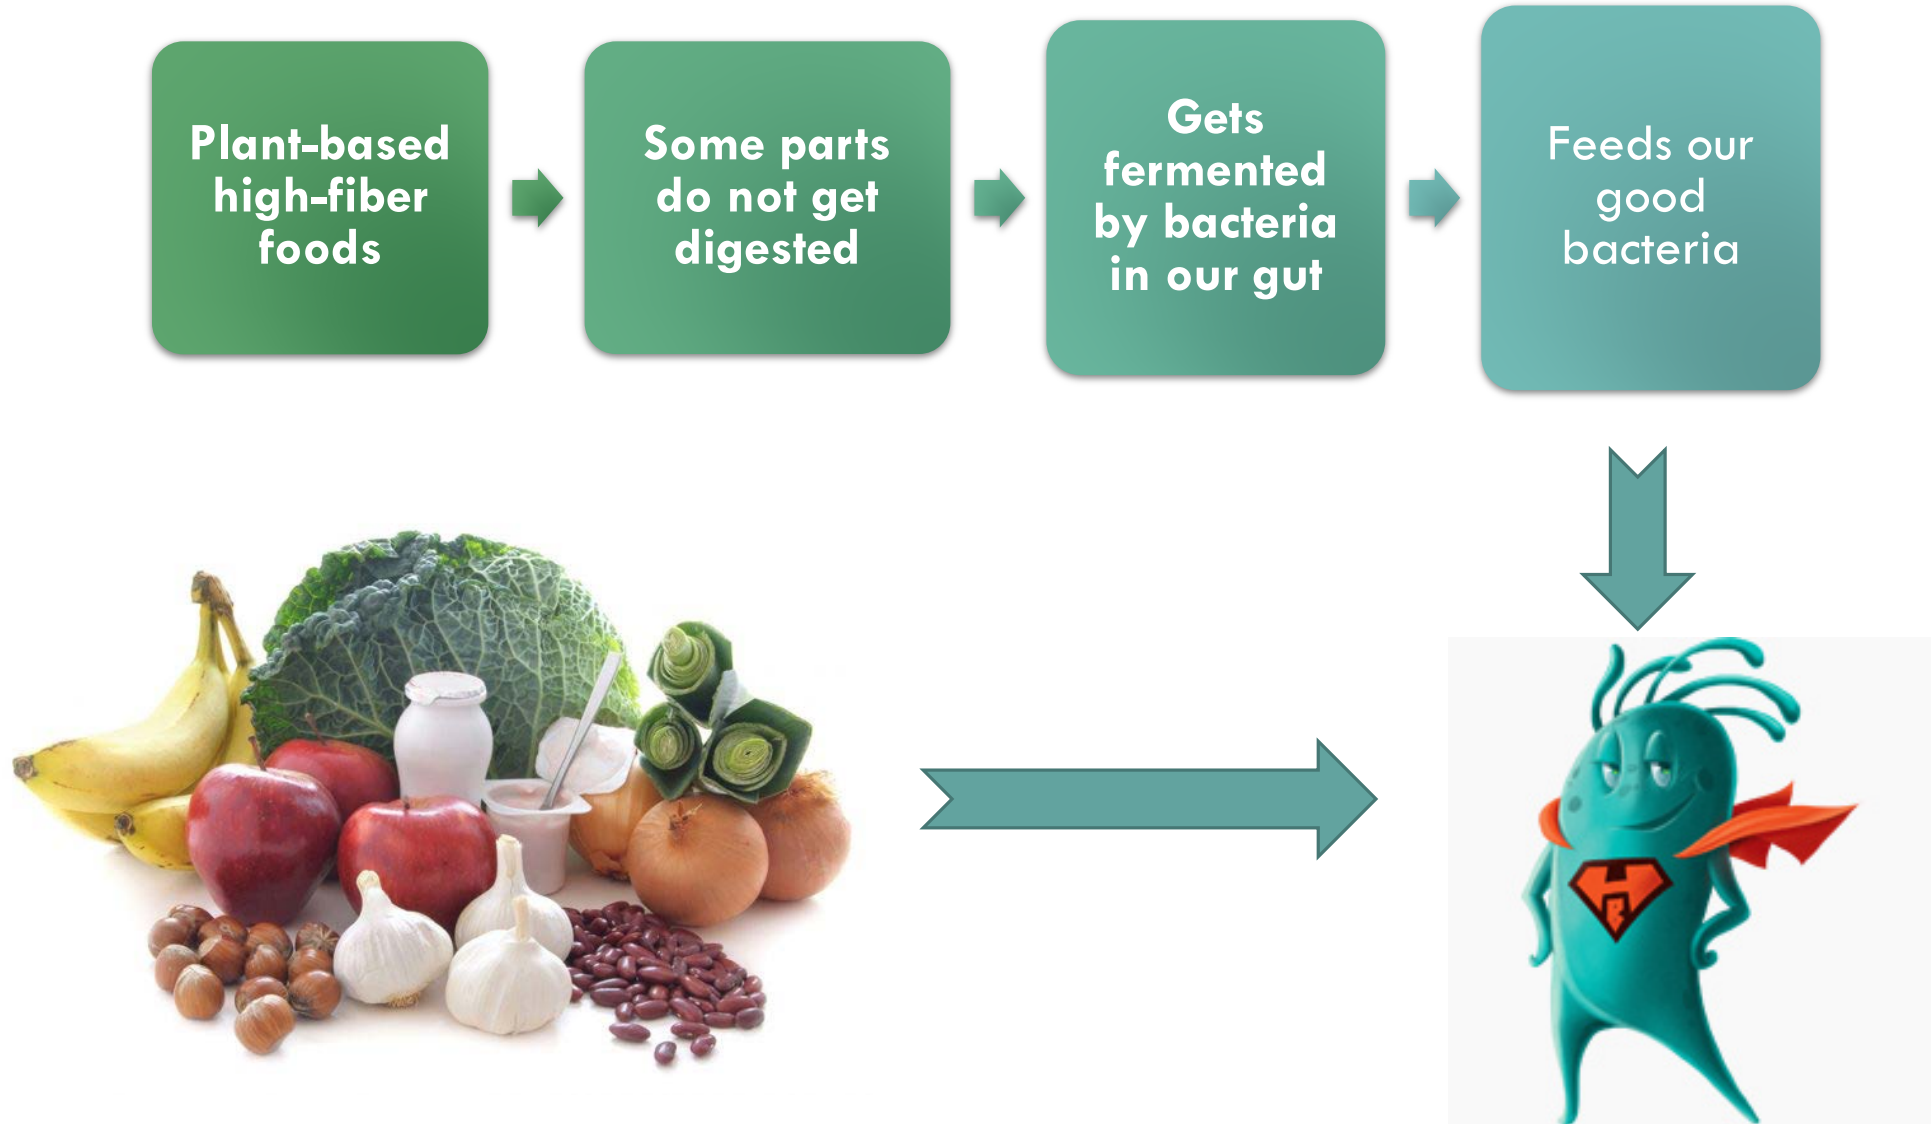 Plant-based
high-fiber
foods
Some parts
do not get
digested
Gets
fermented
by bacteria
in our gut
Feeds our
good
bacteria
H
B